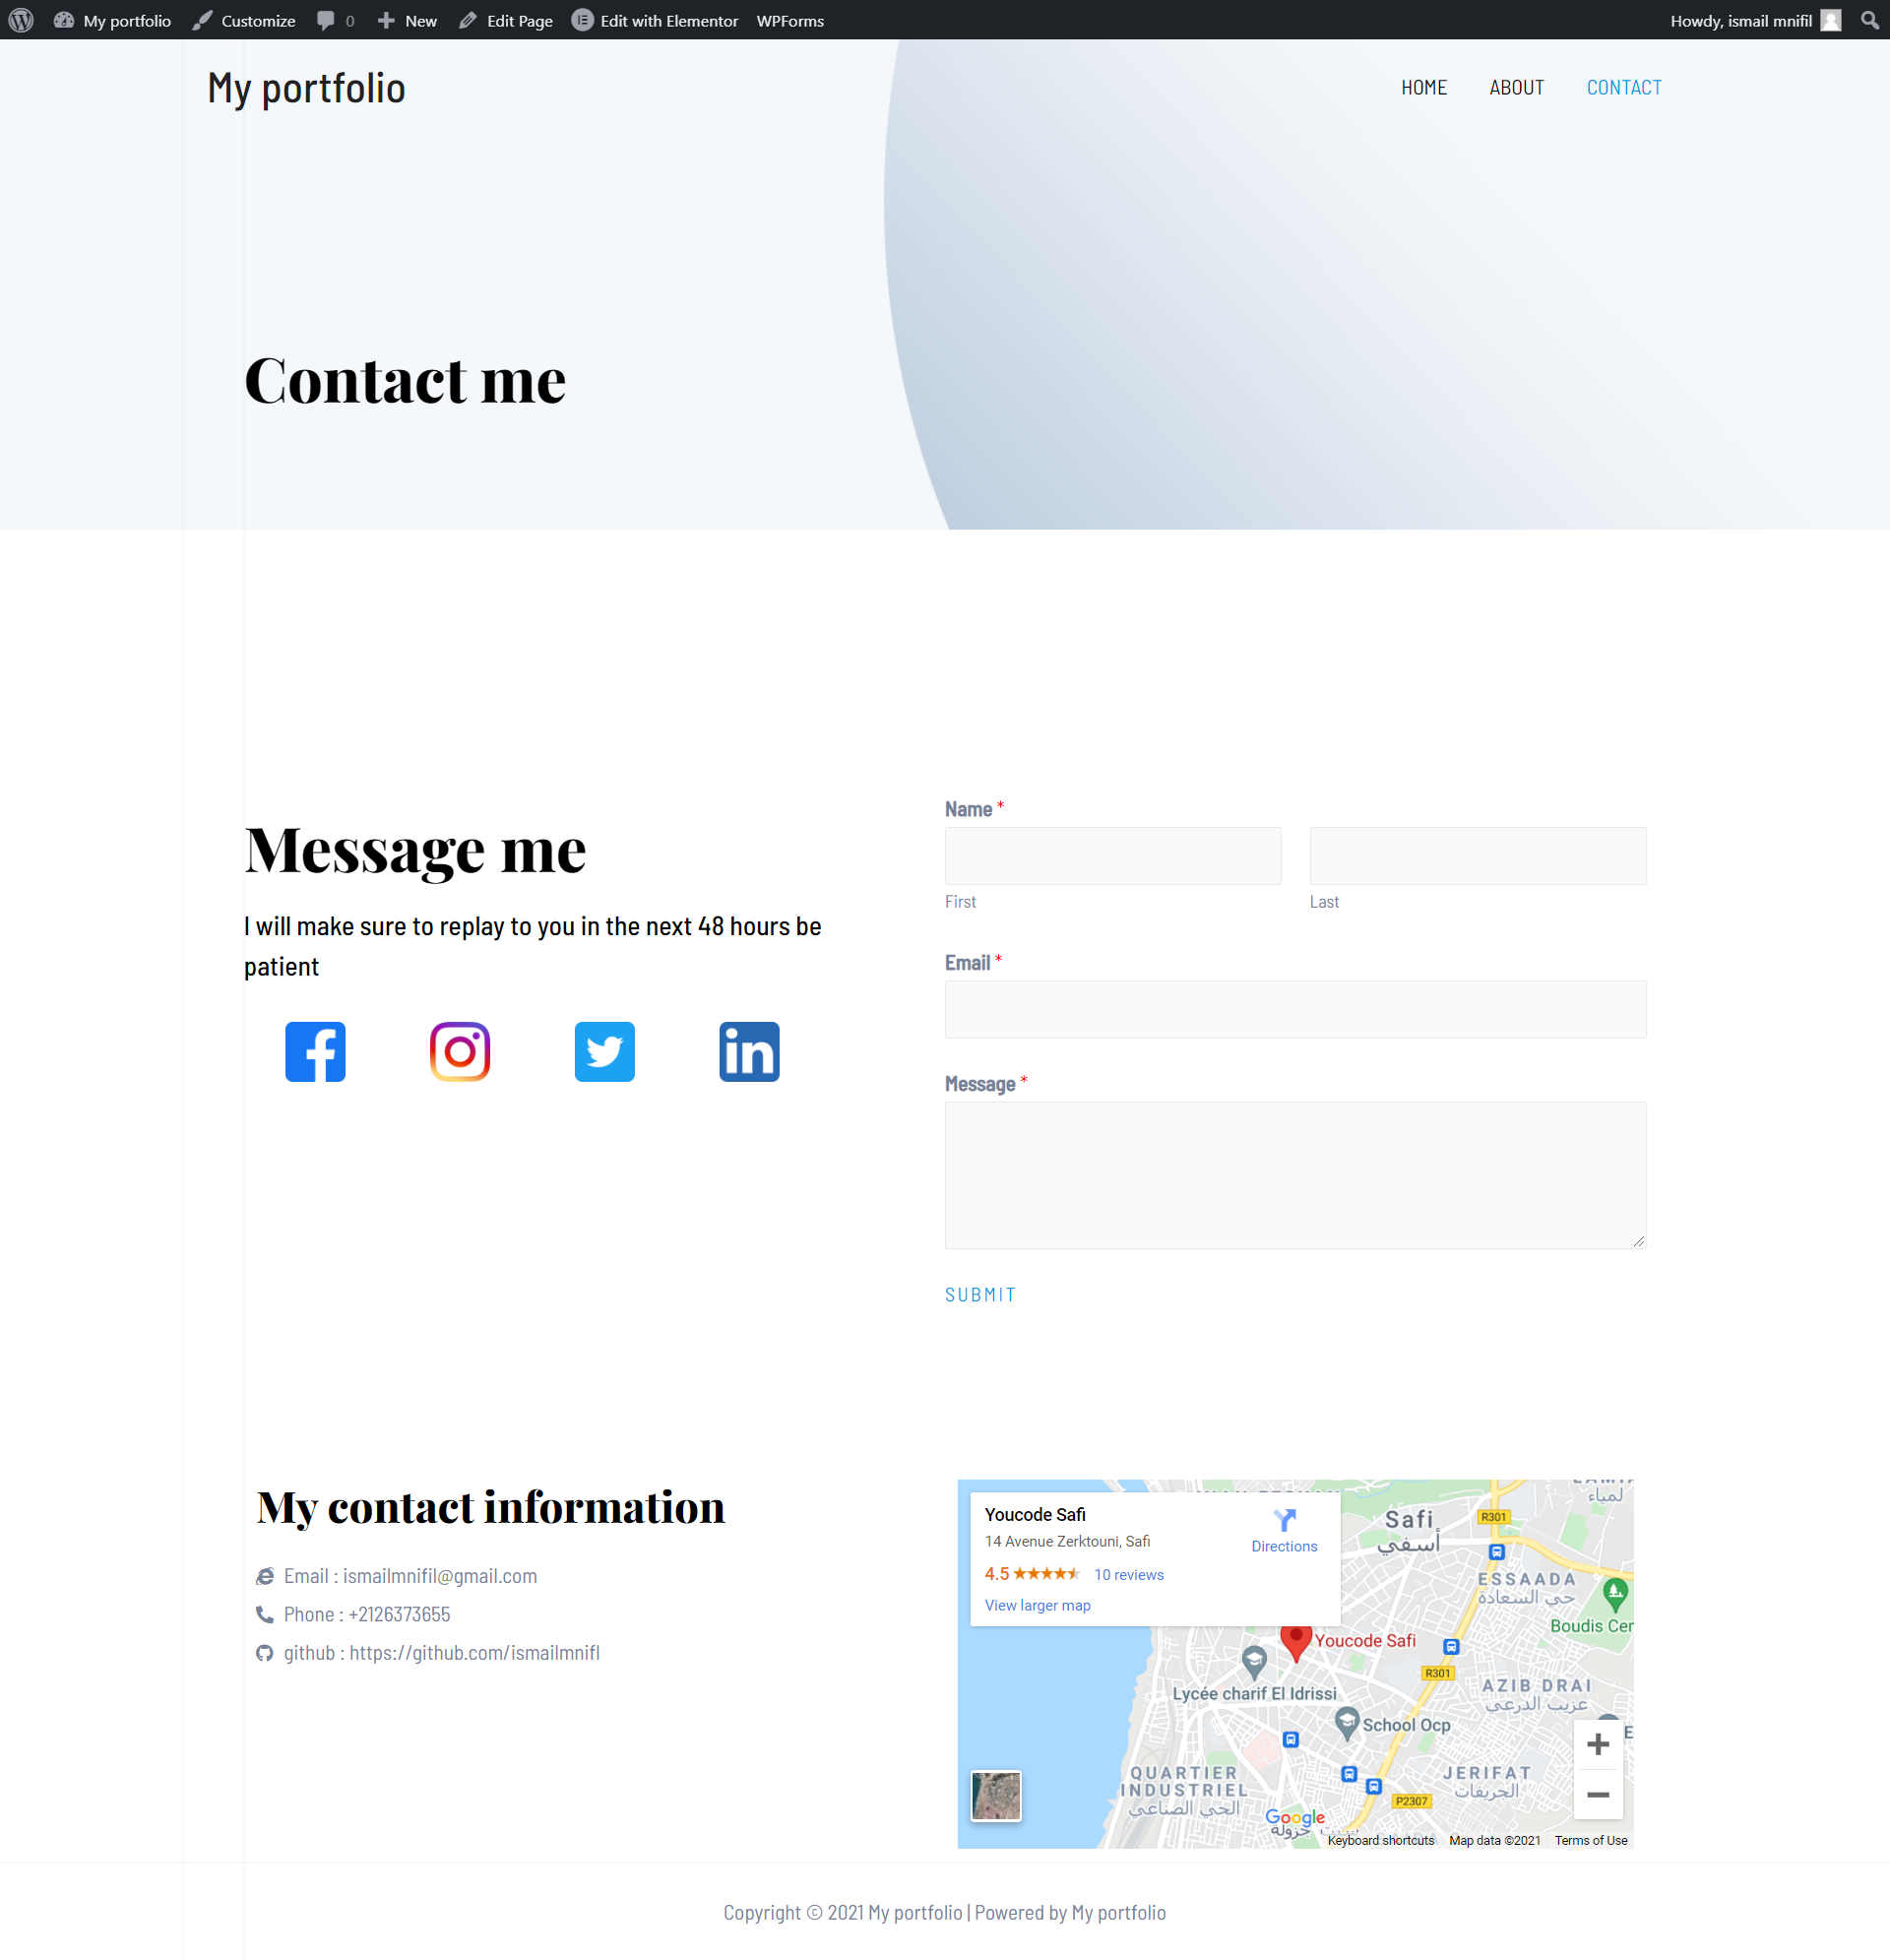 My portfolio Customize 0 New Edit Page Edit with Elementor WPForms Howdy, ismail mnifil
My portfolio
HOME ABOUT CONTACT
Contact me
Message me
I will make sure to replay to you in the next 48 hours be
patient
Name *
First Last
Email *
Message *
SUBMIT
My contact information
Email : ismailmnifil@gmail.com
Phone : +2126373655
github : https://github.com/ismailmnifl
Youcode Safi
14 Avenue Zerktouni, Safi
4.5 10 reviews
View larger map
Directions
Safi
أسفي
R301
لمياء
ESSAADA
حي السعادة
Boudis Cer
Youcode Safi
R301
Lycée charif El Idrissi
AZIB DRAI
عزيب الدرعي
School Ocp
E
QUARTIER
INDUSTRIEL
الحي الصناعي
JERIFAT
الجريفات
P2307
Google
جزولة
Keyboard shortcuts Map data ©2021 Terms of Use
Copyright © 2021 My portfolio | Powered by My portfolio